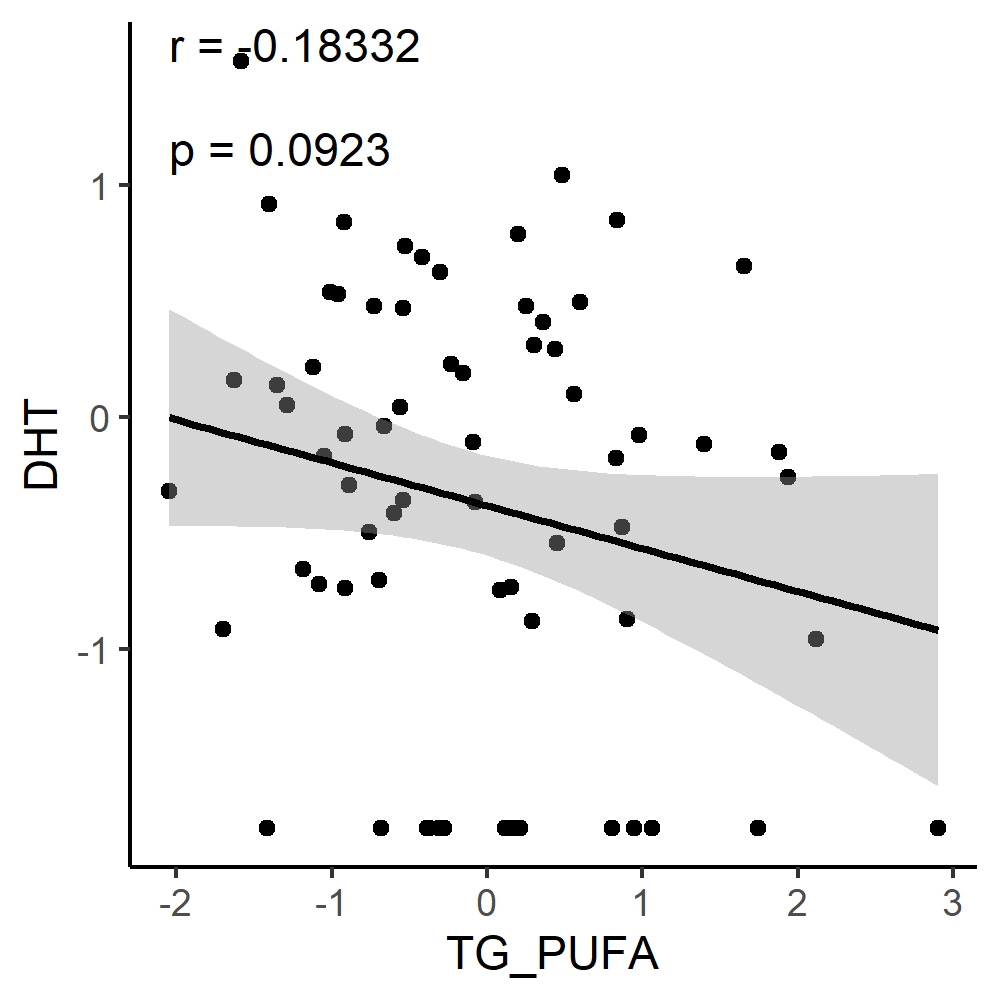 r = -0.18332
p = 0.0923
1
0
-1
DHT
-2 -1 0 1 2 3
TG_PUFA